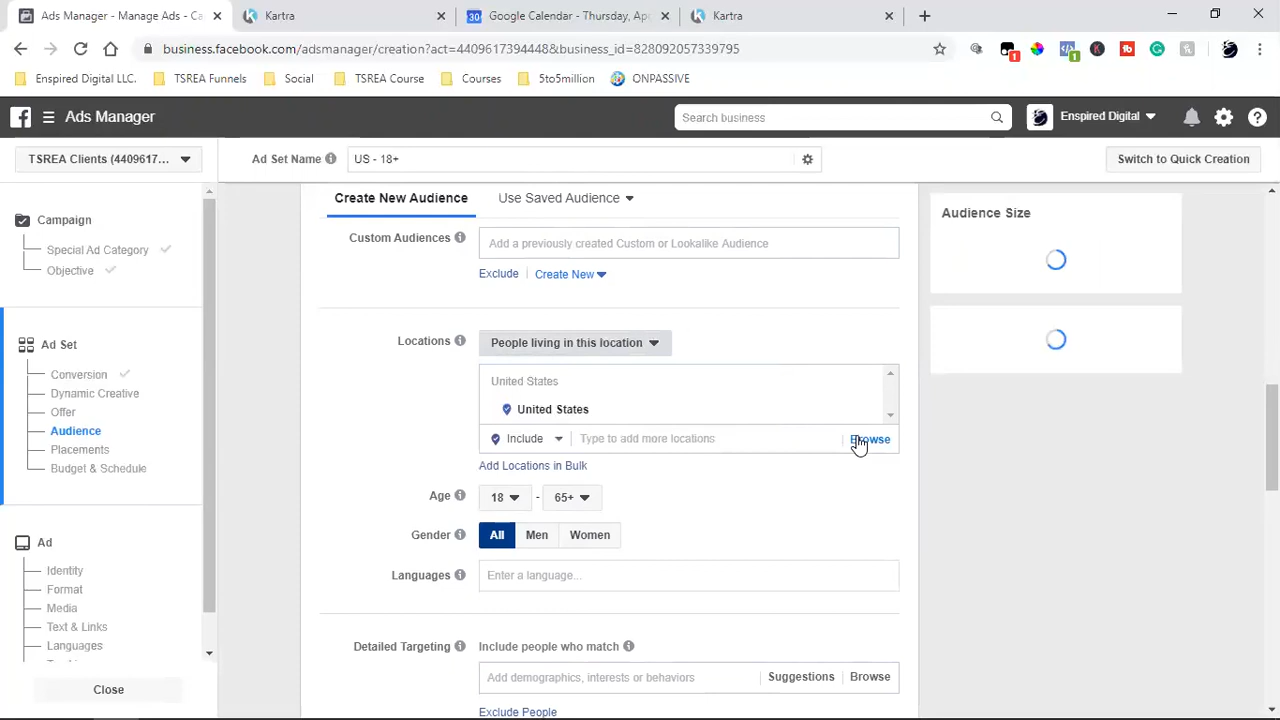 Ads Manager - Manage Ads - Ca
Kartra
Google Calendar - Thursday, Ap
Kartra
business.facebook.com/adsmanager/creation?act=4409617394448&business_id=828092057339795
Enspired Digital LLC.
TSREA Funnels
Social
TSREA Course
Courses
5to5million
ONPASSIVE
Ads Manager
Search business
Enspired Digital
TSREA Clients (4409617...
Ad Set Name
US - 18+
Switch to Quick Creation
Campaign
Special Ad Category
Objective
Ad Set
Conversion
Dynamic Creative
Offer
Audience
Placements
Budget & Schedule
Ad
Identity
Format
Media
Text & Links
Languages
Close
Create New Audience
Use Saved Audience
Custom Audiences
Add a previously created Custom or Lookalike Audience
Exclude
Create New
Locations
People living in this location
United States
United States
Include
Type to add more locations
Browse
Add Locations in Bulk
Age
18
-
65+
Gender
All
Men
Women
Languages
Enter a language...
Detailed Targeting
Include people who match
Add demographics, interests or behaviors
Suggestions
Browse
Exclude People
Audience Size